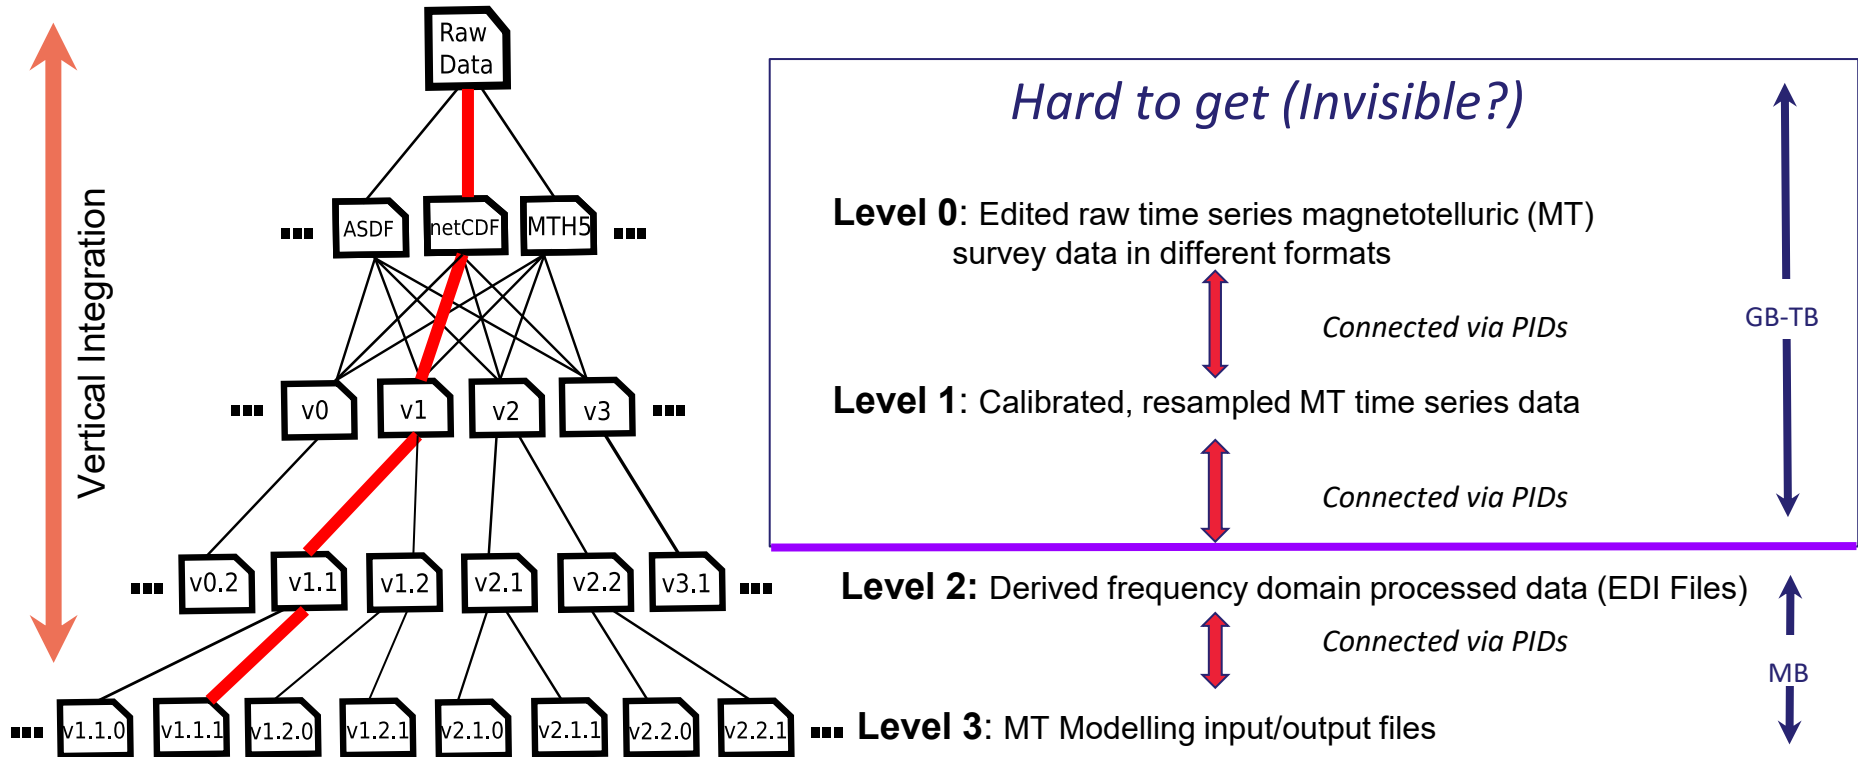 Raw
Data
Hard to get (Invisible?)
Vertical Integration
ASDF
netCDF
MTH5
Level 0: Edited raw time series magnetotelluric (MT)
survey data in different formats
Connected via PIDs
GB-TB
v0
v1
v2
v3
Level 1: Calibrated, resampled MT time series data
Connected via PIDs
v0.2
v1.1
v1.2
v2.1
v2.2
v3.1
Level 2: Derived frequency domain processed data (EDI Files)
Connected via PIDs
MB
v1.1.0
v1.1.1
v1.2.0
v1.2.1
v2.1.0
v2.1.1
v2.2.0
v2.2.1
Level 3: MT Modelling input/output files